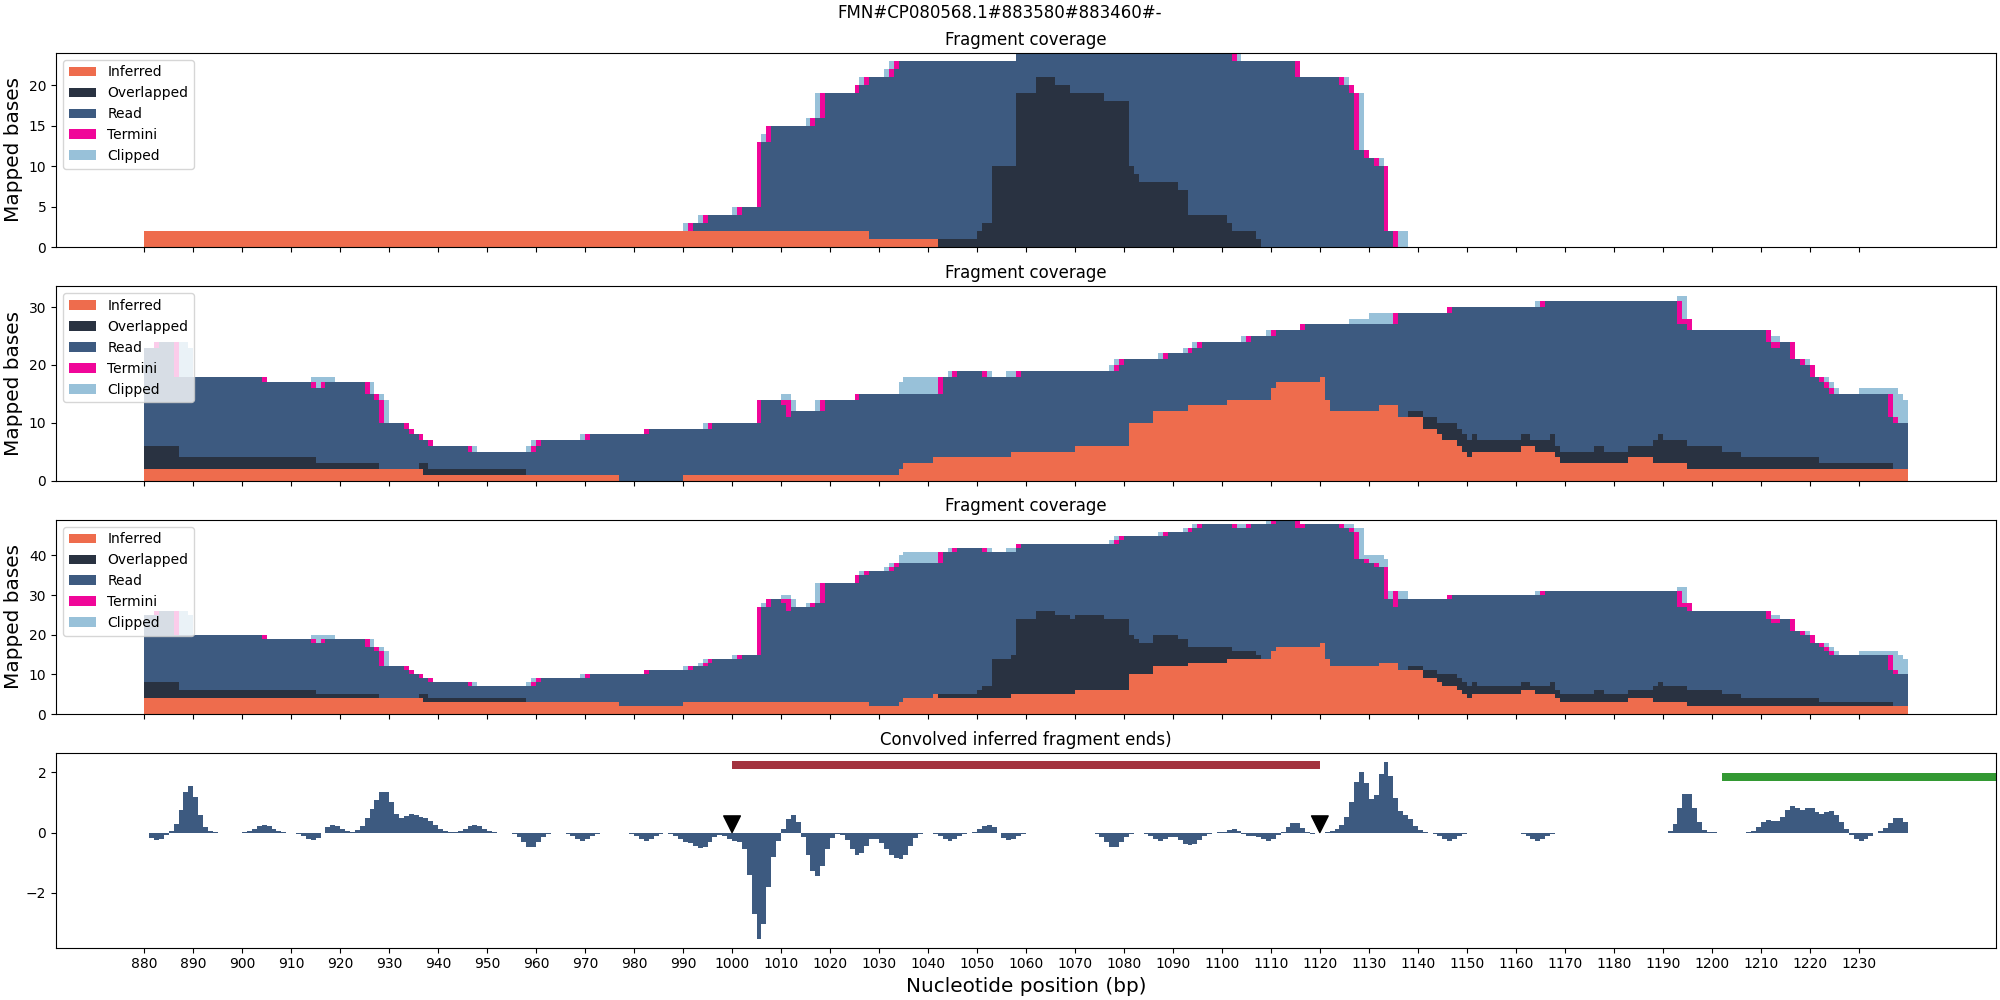 FMN#CP080568.1#883580#883460#-
Fragment coverage
Mapped bases
20
15
10
5
0
Inferred
Overlapped
Read
Termini
Clipped
Fragment coverage
Mapped bases
30
20
10
0
Inferred
Overlapped
Read
Termini
Clipped
Fragment coverage
Mapped bases
40
30
20
10
0
Inferred
Overlapped
Read
Termini
Clipped
Convolved inferred fragment ends)
2
0
−2
880 890 900 910 920 930 940 950 960 970 980 990 1000 1010 1020 1030 1040 1050 1060 1070 1080 1090 1100 1110 1120 1130 1140 1150 1160 1170 1180 1190 1200 1210 1220 1230
Nucleotide position (bp)